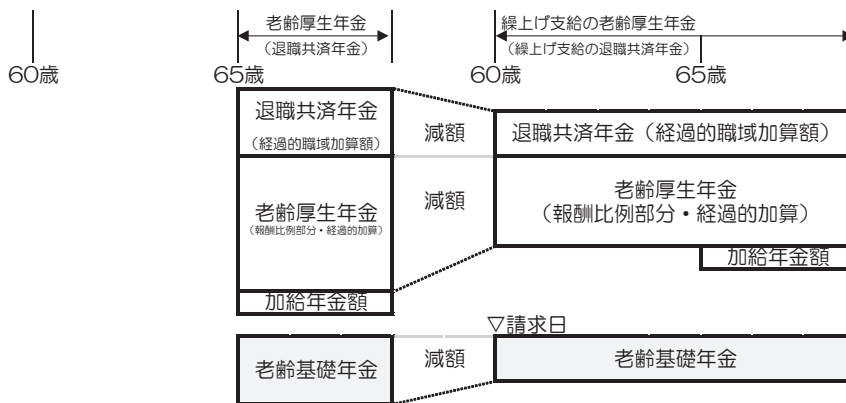 老齢厚生年金
（退職共済年金）
繰上げ支給の老齢厚生年金
（繰上げ支給の退職共済年金）
60歳
65歳
60歳
65歳
退職共済年金
（経過的職域加算額）
減額
退職共済年金（経過的職域加算額）
老齢厚生年金
（報酬比例部分・経過的加算）
減額
老齢厚生年金
（報酬比例部分・経過的加算）
加給年金額
加給年金額
▽請求日
老齢基礎年金
減額
老齢基礎年金